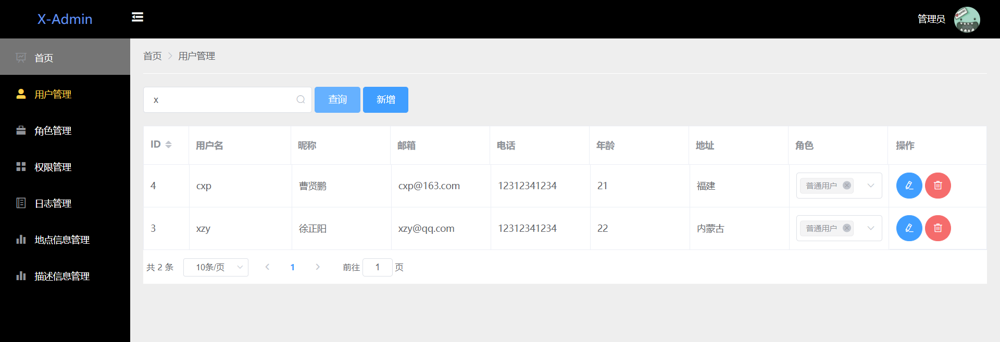 X-Admin
管理员
首页
用户管理
角色管理
权限管理
日志管理
地点信息管理
描述信息管理
首页 > 用户管理
x 查询 新增
ID 用户名 昵称 邮箱 电话 年龄 地址 角色 操作
4 cxp 曹贤鹏 cxp@163.com 12312341234 21 福建 普通用户
3 xzy 徐正阳 xzy@qq.com 12312341234 22 内蒙古 普通用户
共 2 条 10条/页 1 前往 1 页